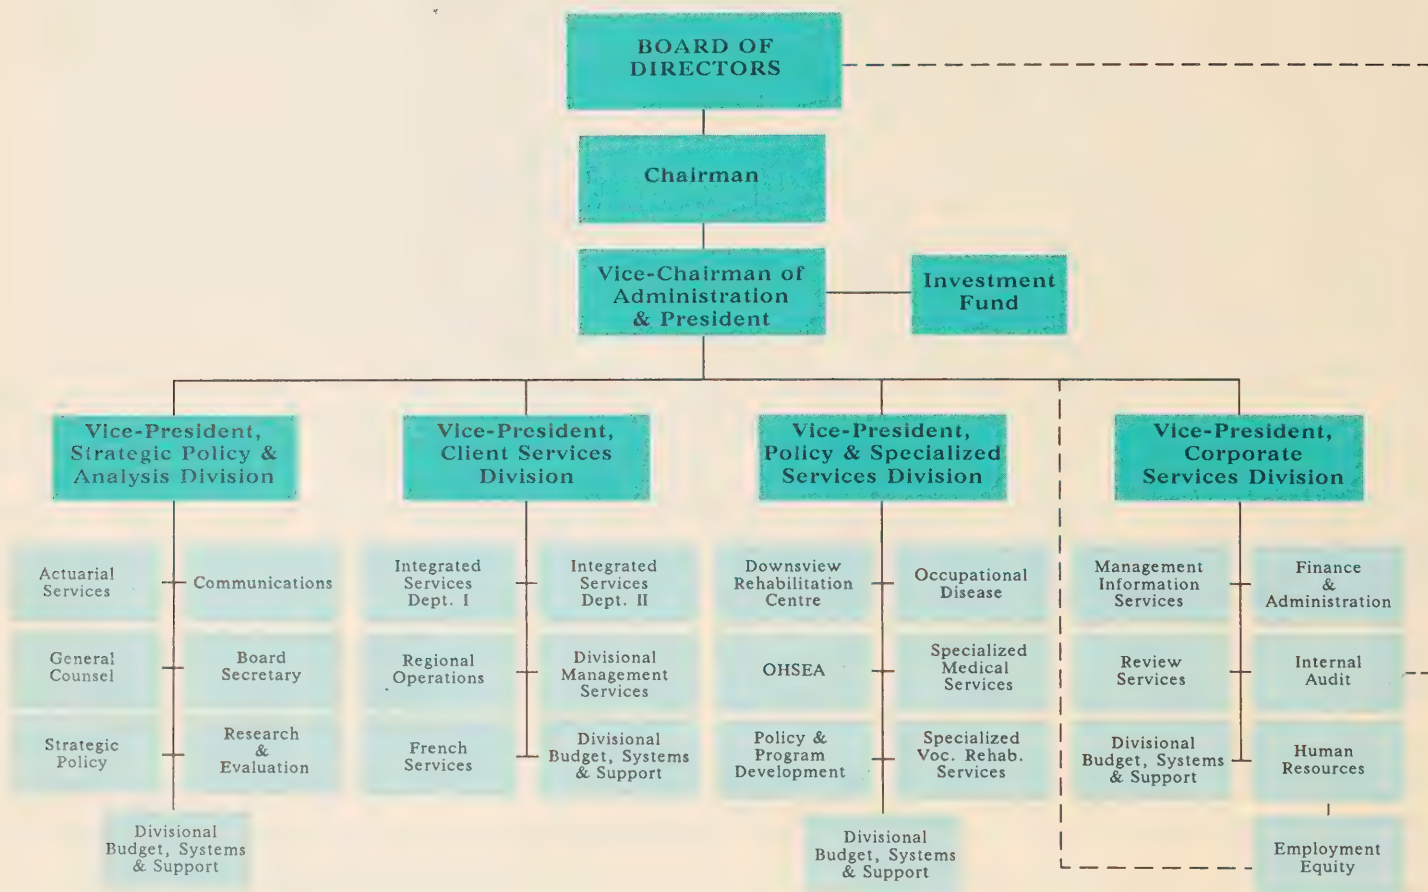 BOARD OF
DIRECTORS
Chairman
Vice-Chairman of
Administration
& President
Investment
Fund
Vice-President,
Strategic Policy &
Analysis Division
Vice-President,
Client Services
Division
Vice-President,
Policy & Specialized
Services Division
Vice-President,
Corporate
Services Division
Actuarial
Services
Communications
General
Counsel
Board
Secretary
Strategic
Policy
Research
&
Evaluation
Divisional
Budget, Systems
& Support
Integrated
Services
Dept. I
Integrated
Services
Dept. II
Regional
Operations
Divisional
Management
Services
French
Services
Divisional
Budget, Systems
& Support
Downsview
Rehabilitation
Centre
Occupational
Disease
OHSEA
Specialized
Medical
Services
Policy &
Program
Development
Specialized
Voc. Rehab.
Services
Divisional
Budget, Systems
& Support
Management
Information
Services
Finance
&
Administration
Review
Services
Internal
Audit
Divisional
Budget, Systems
& Support
Human
Resources
Employment
Equity